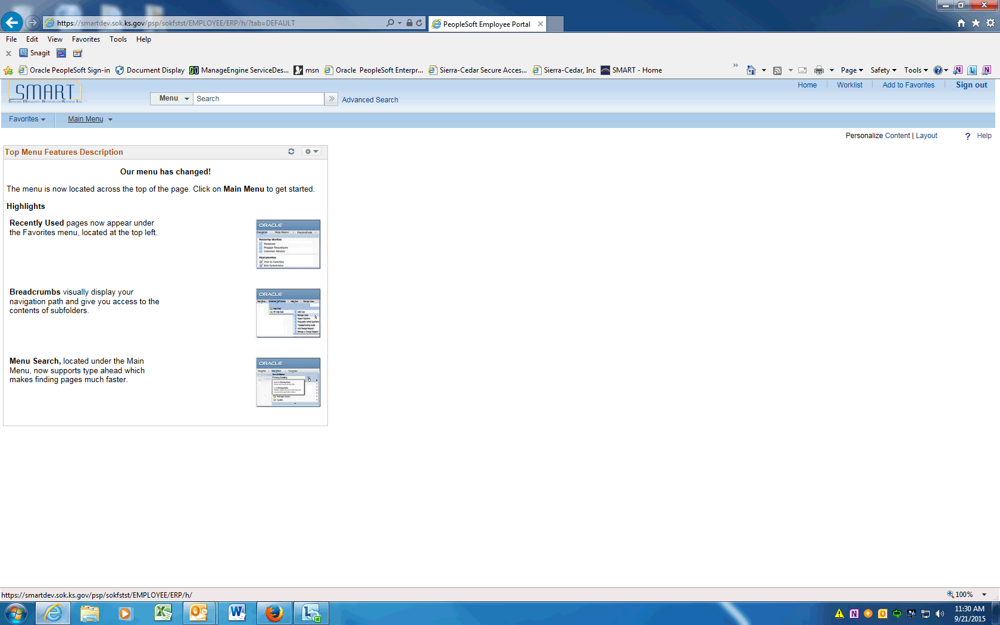 https://smartdev.sok.ks.gov/psp/sokfstst/EMPLOYEE/ERP/h/?tab=DEFAULT
PeopleSoft Employee Portal
File Edit View Favorites Tools Help
x Snagit
Oracle PeopleSoft Sign-in Document Display ManageEngine ServiceDes... msn Oracle PeopleSoft Enterpr... Sierra-Cedar Secure Acces... Sierra-Cedar, Inc SMART - Home » Page Safety Tools
SMART
Home Worklist Add to Favorites Sign out
Menu Search » Advanced Search
Favorites Main Menu
Personalize Content | Layout ? Help
Top Menu Features Description
Our menu has changed!
The menu is now located across the top of the page. Click on Main Menu to get started.
Highlights
Recently Used pages now appear under
the Favorites menu, located at the top left.
ORACLE
Breadcrumbs visually display your
navigation path and give you access to the
contents of subfolders.
ORACLE
Menu Search, located under the Main
Menu, now supports type ahead which
makes finding pages much faster.
ORACLE
https://smartdev.sok.ks.gov/psp/sokfstst/EMPLOYEE/ERP/h/
100%
11:30 AM
9/21/2015